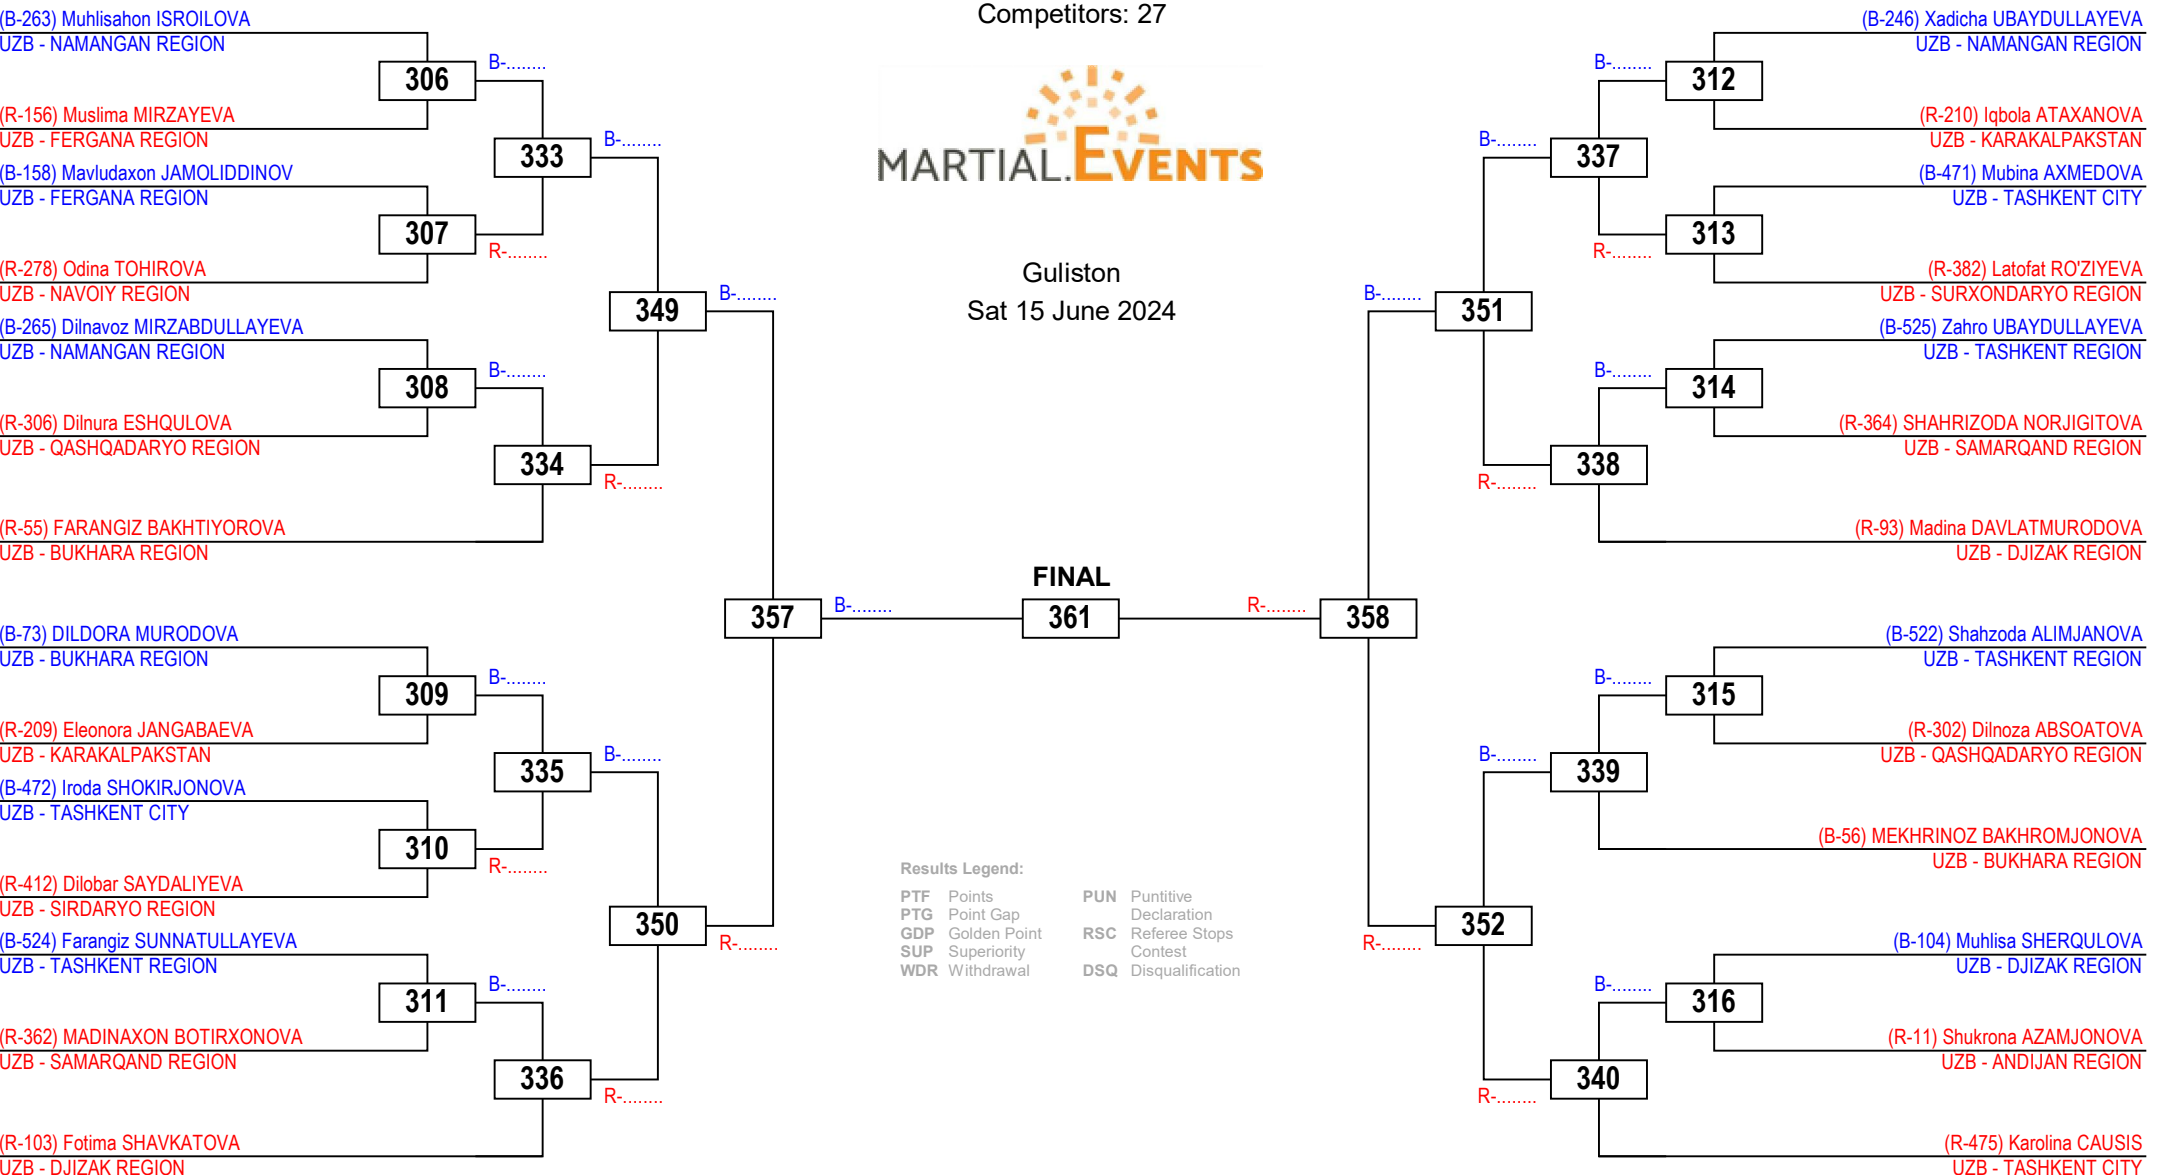 Competitors: 27
MARTIAL.EVENTS
Guliston
Sat 15 June 2024
(B-263) Muhlisahon ISROILOVA
UZB - NAMANGAN REGION
306
B-........
(R-156) Muslima MIRZAYEVA
UZB - FERGANA REGION
333
B-........
(B-158) Mavludaxon JAMOLIDDINOV
UZB - FERGANA REGION
307
R-........
(R-278) Odina TOHIROVA
UZB - NAVOIY REGION
349
B-........
(B-265) Dilnavoz MIRZABDULLAYEVA
UZB - NAMANGAN REGION
308
B-........
(R-306) Dilnura ESHQULOVA
UZB - QASHQADARYO REGION
334
R-........
(R-55) FARANGIZ BAKHTIYOROVA
UZB - BUKHARA REGION
357
B-........
(B-73) DILDORA MURODOVA
UZB - BUKHARA REGION
309
B-........
(R-209) Eleonora JANGABAEVA
UZB - KARAKALPAKSTAN
335
B-........
(B-472) Iroda SHOKIRJONOVA
UZB - TASHKENT CITY
310
R-........
(R-412) Dilobar SAYDALIYEVA
UZB - SIRDARYO REGION
350
R-........
(B-524) Farangiz SUNNATULLAYEVA
UZB - TASHKENT REGION
311
B-........
(R-362) MADINAXON BOTIRXONOVA
UZB - SAMARQAND REGION
336
R-........
(R-103) Fotima SHAVKATOVA
UZB - DJIZAK REGION
FINAL
361
(B-246) Xadicha UBAYDULLAYEVA
UZB - NAMANGAN REGION
B-........
312
(R-210) Iqbola ATAXANOVA
UZB - KARAKALPAKSTAN
B-........
337
(B-471) Mubina AXMEDOVA
UZB - TASHKENT CITY
R-........
313
(R-382) Latofat RO'ZIYEVA
UZB - SURXONDARYO REGION
B-........
351
(B-525) Zahro UBAYDULLAYEVA
UZB - TASHKENT REGION
B-........
314
(R-364) SHAHRIZODA NORJIGITOVA
UZB - SAMARQAND REGION
338
R-........
(R-93) Madina DAVLATMURODOVA
UZB - DJIZAK REGION
R-........
358
(B-522) Shahzoda ALIMJANOVA
UZB - TASHKENT REGION
B-........
315
(R-302) Dilnoza ABSOATOVA
UZB - QASHQADARYO REGION
B-........
339
(B-56) MEKHRINOZ BAKHROMJONOVA
UZB - BUKHARA REGION
352
R-........
(B-104) Muhlisa SHERQULOVA
UZB - DJIZAK REGION
B-........
316
(R-11) Shukrona AZAMJONOVA
UZB - ANDIJAN REGION
340
R-........
(R-475) Karolina CAUSIS
UZB - TASHKENT CITY
Results Legend:
PTF Points
PTG Point Gap
GDP Golden Point
SUP Superiority
WDR Withdrawal
PUN Puntitive
Declaration
RSC Referee Stops
Contest
DSQ Disqualification